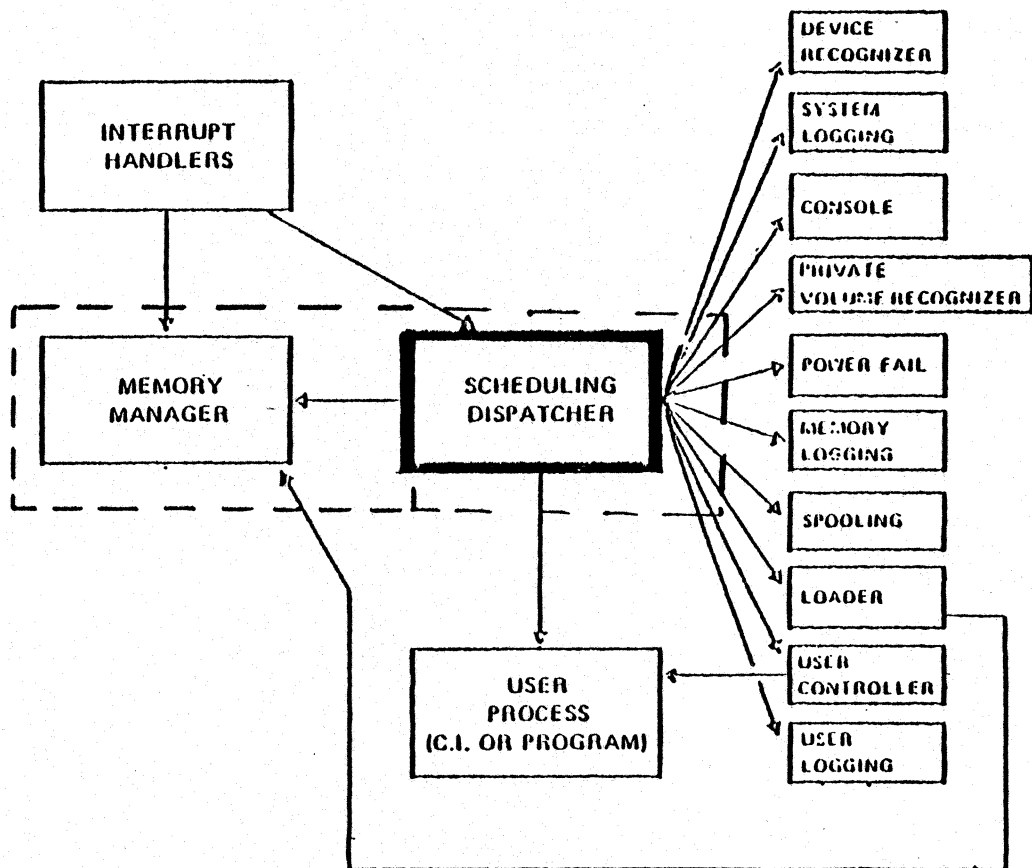 DEVICE
RECOGNIZER
SYSTEM
LOGGING
INTERRUPT
HANDLERS
CONSOLE
PRIVATE
VOLUME RECOGNIZER
MEMORY
MANAGER
SCHEDULING
DISPATCHER
POWER FAIL
MEMORY
LOGGING
SPOOLING
LOADER
USER
PROCESS
(C.I. OR PROGRAM)
USER
CONTROLLER
USER
LOGGING